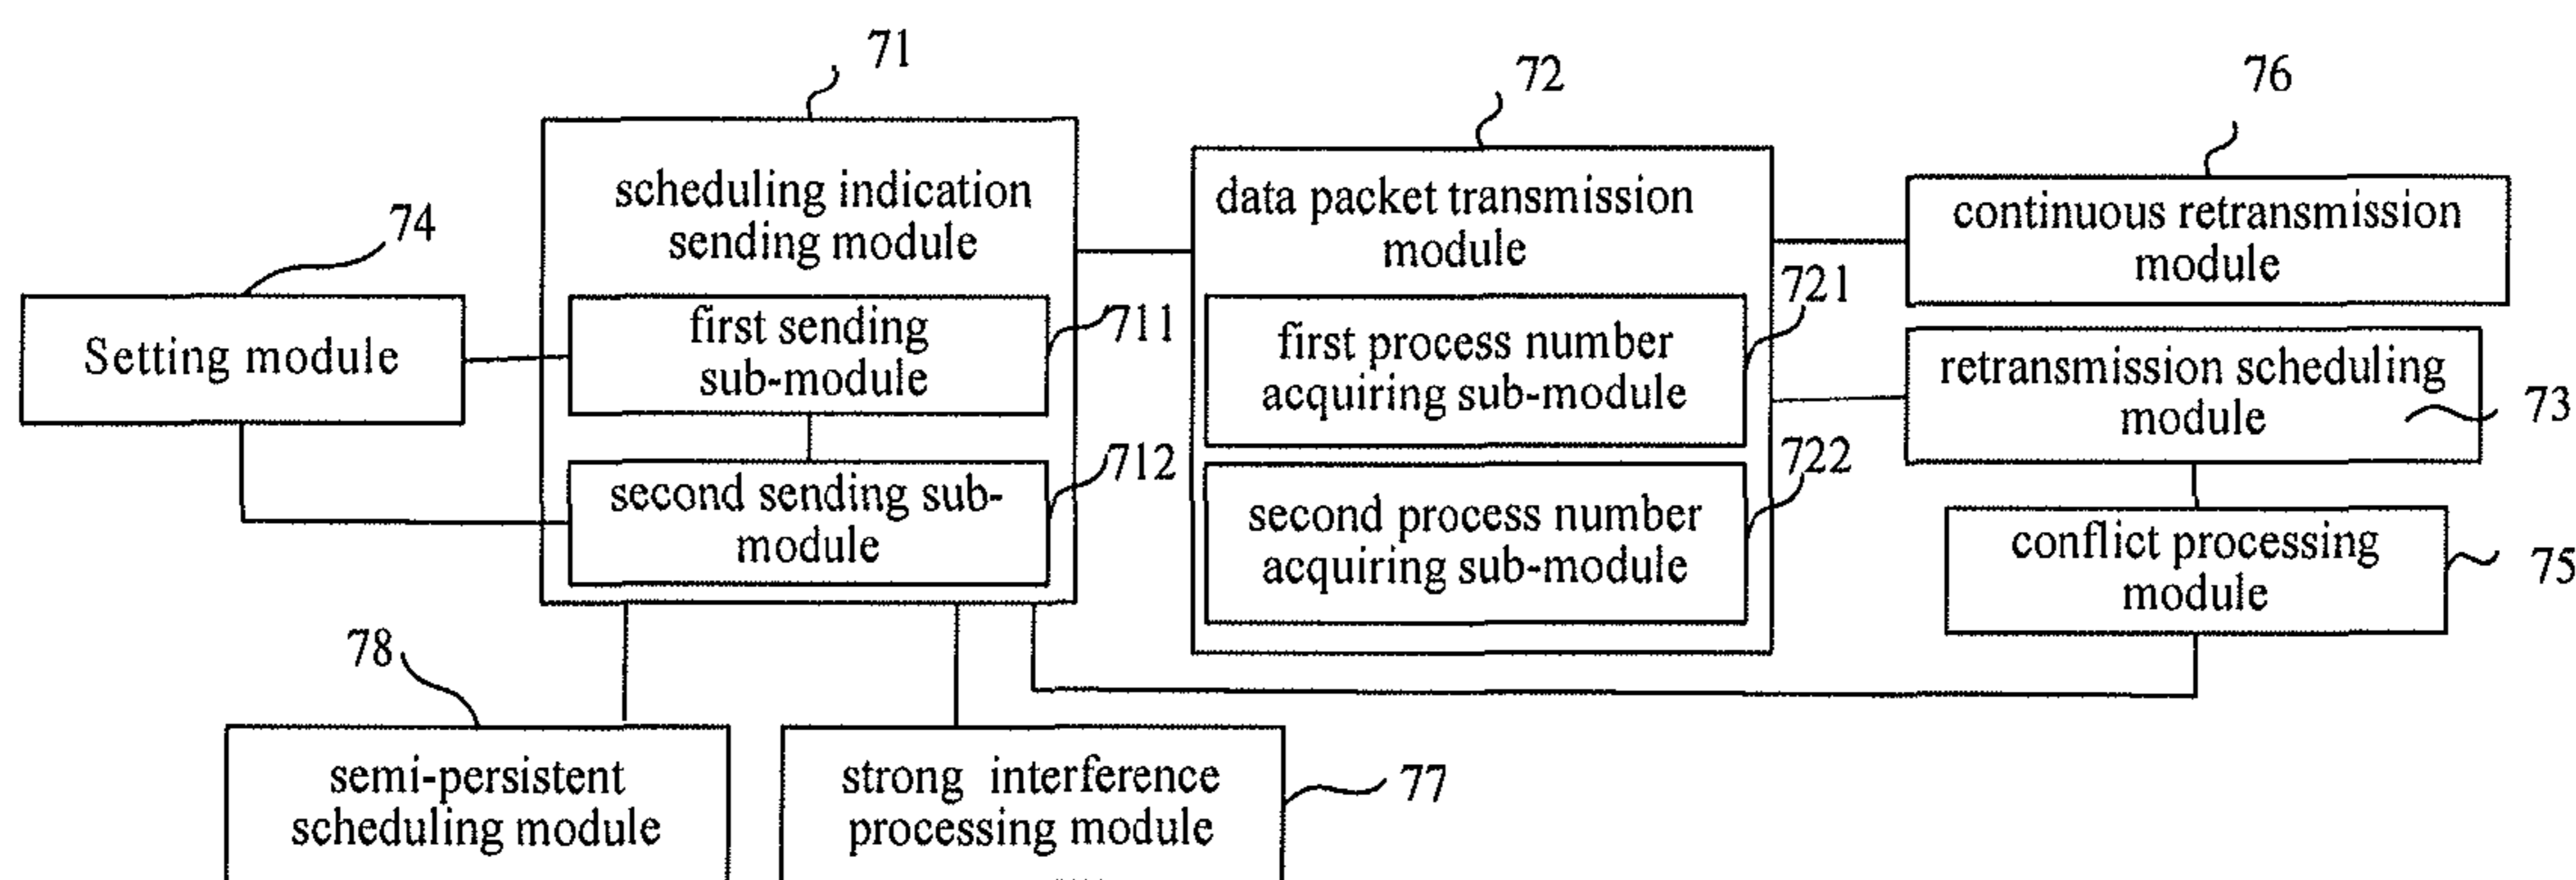 71
72
76
scheduling indication
sending module
data packet transmission
module
continuous retransmission
module
74
Setting module
first sending
sub-module
711
721
first process number
acquiring sub-module
retransmission scheduling
module
73
second sending sub-
module
712
722
second process number
acquiring sub-module
conflict processing
module
75
78
semi-persistent
scheduling module
strong interference
processing module
77